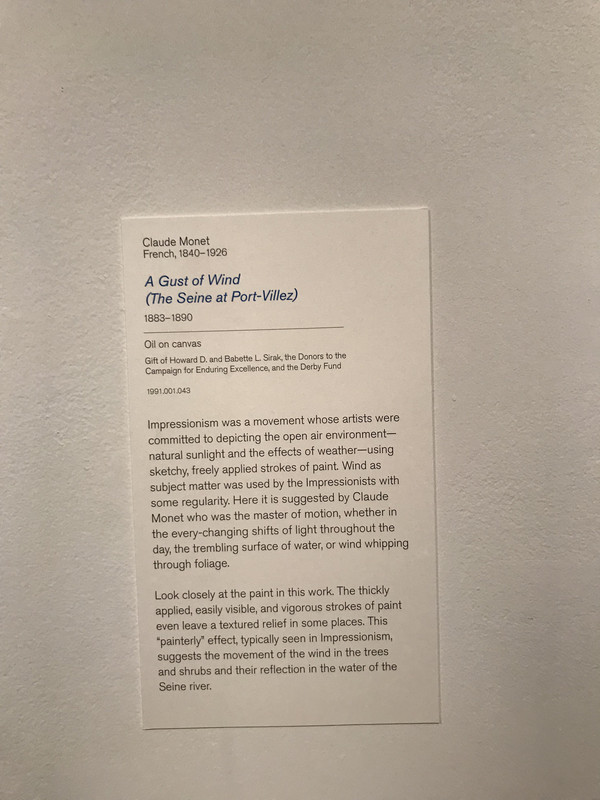 Claude Monet
French, 1840–1926
A Gust of Wind
(The Seine at Port-Villez)
1883–1890
Oil on canvas
Gift of Howard D. and Babette L. Sirak, the Donors to the
Campaign for Enduring Excellence, and the Derby Fund
1991.001.043
Impressionism was a movement whose artists were
committed to depicting the open air environment—
natural sunlight and the effects of weather—using
sketchy, freely applied strokes of paint. Wind as
subject matter was used by the Impressionists with
some regularity. Here it is suggested by Claude
Monet who was the master of motion, whether in
the every-changing shifts of light throughout the
day, the trembling surface of water, or wind whipping
through foliage.
Look closely at the paint in this work. The thickly
applied, easily visible, and vigorous strokes of paint
even leave a textured relief in some places. This
“painterly” effect, typically seen in Impressionism,
suggests the movement of the wind in the trees
and shrubs and their reflection in the water of the
Seine river.